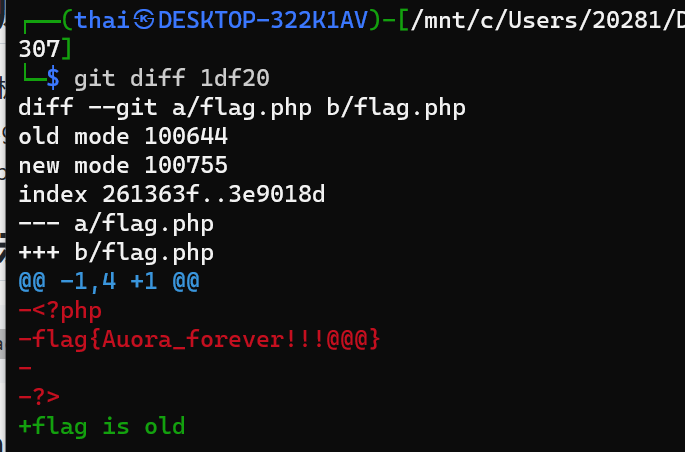 ┌──(thai㉿DESKTOP-322K1AV)-[/mnt/c/Users/20281/D
307]
└─$ git diff 1df20
diff --git a/flag.php b/flag.php
old mode 100644
new mode 100755
index 261363f..3e9018d
--- a/flag.php
+++ b/flag.php
@@ -1,4 +1 @@
-<?php
-flag{Auora_forever!!!@@@}
-
-?>
+flag is old